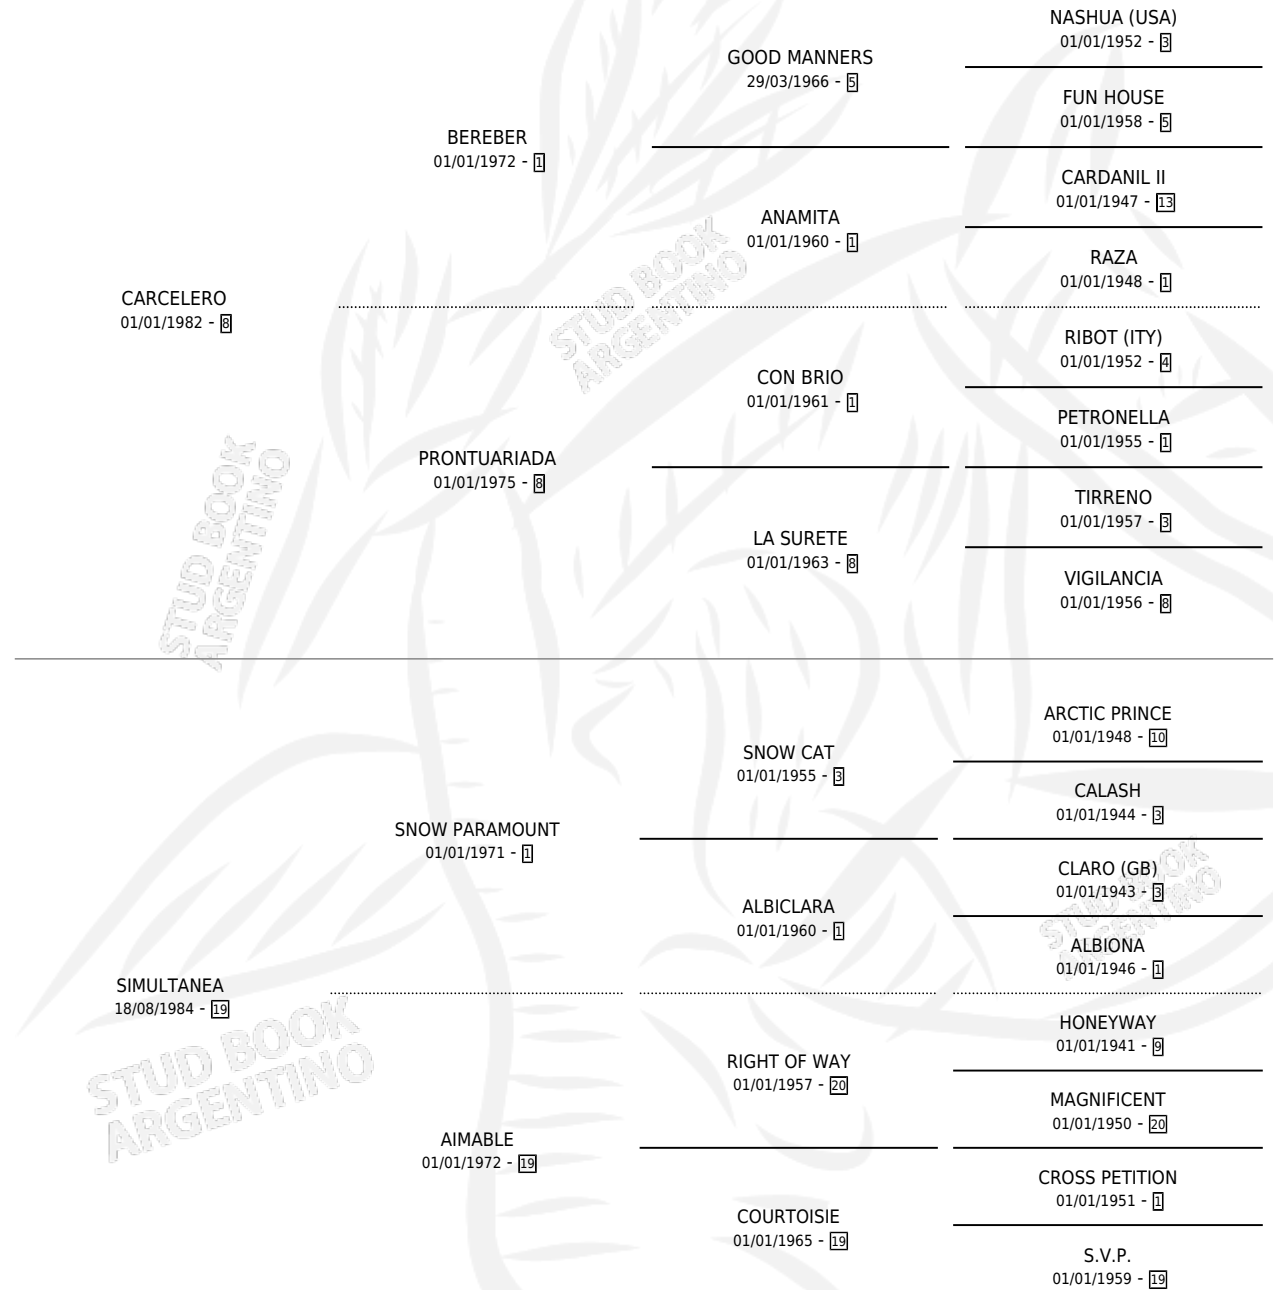 NASHUA (USA)
01/01/1952 - 3
GOOD MANNERS
29/03/1966 - 5
FUN HOUSE
01/01/1958 - 5
BEREBER
01/01/1972 - 1
CARDANIL II
01/01/1947 - 13
ANAMITA
01/01/1960 - 1
RAZA
01/01/1948 - 1
CARCELERO
01/01/1982 - 8
RIBOT (ITY)
01/01/1952 - 4
CON BRIO
01/01/1961 - 1
PETRONELLA
01/01/1955 - 1
PRONTUARIADA
01/01/1975 - 8
TIRRENO
01/01/1957 - 3
LA SURETE
01/01/1963 - 8
VIGILANCIA
01/01/1956 - 8
STUD BOOK
ARGENTINO
STUD BOOK
ARGENTINO
ARCTIC PRINCE
01/01/1948 - 10
SNOW CAT
01/01/1955 - 3
CALASH
01/01/1944 - 3
SNOW PARAMOUNT
01/01/1971 - 1
CLARO (GB)
01/01/1943 - 3
ALBICLARA
01/01/1960 - 1
ALBIONA
01/01/1946 - 1
SIMULTANEA
18/08/1984 - 19
HONEYWAY
01/01/1941 - 9
RIGHT OF WAY
01/01/1957 - 20
MAGNIFICENT
01/01/1950 - 20
AIMABLE
01/01/1972 - 19
CROSS PETITION
01/01/1951 - 1
COURTOISIE
01/01/1965 - 19
S.V.P.
01/01/1959 - 19
STUD BOOK
ARGENTINO
STUD BOOK
ARGENTINO